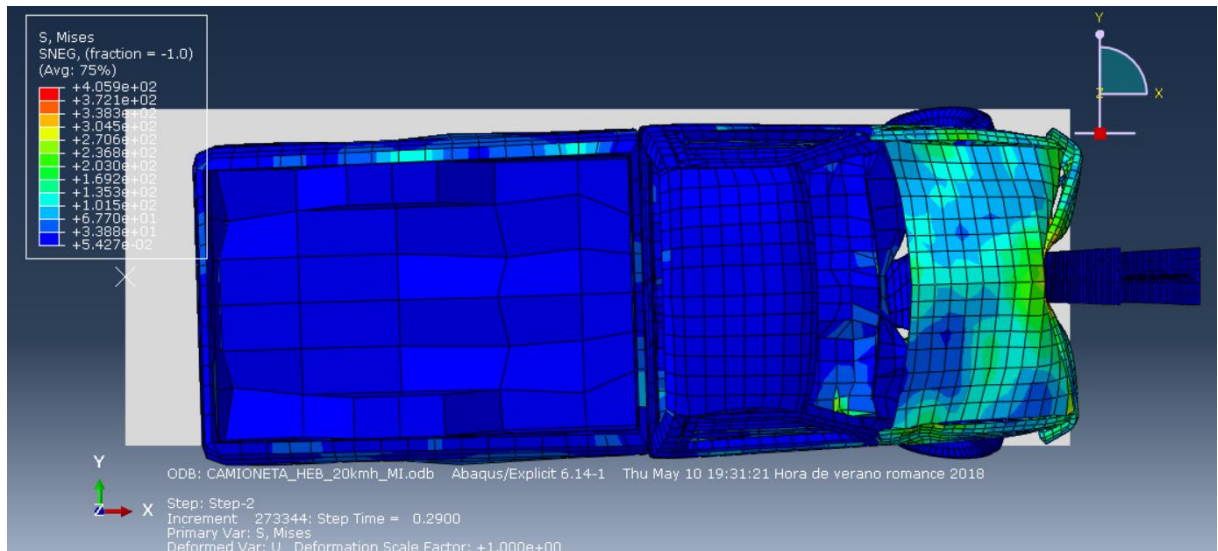 S, Mises
SNEG, (fraction = -1.0)
(Avg: 75%)
+4.059e+02
+3.721e+02
+3.383e+02
+3.045e+02
+2.706e+02
+2.368e+02
+2.030e+02
+1.692e+02
+1.353e+02
+1.015e+02
+6.770e+01
+3.388e+01
+5.427e-02
Y
Z
X
ODB: CAMIONETA_HEB_20kmh_MI.odb Abaqus/Explicit 6.14-1 Thu May 10 19:31:21 Hora de verano romance 2018
Y
Z
X
Step: Step-2
Increment 273344: Step Time = 0.2900
Primary Var: S, Mises
Deformed Var: U Deformation Scale Factor: +1.000e+00